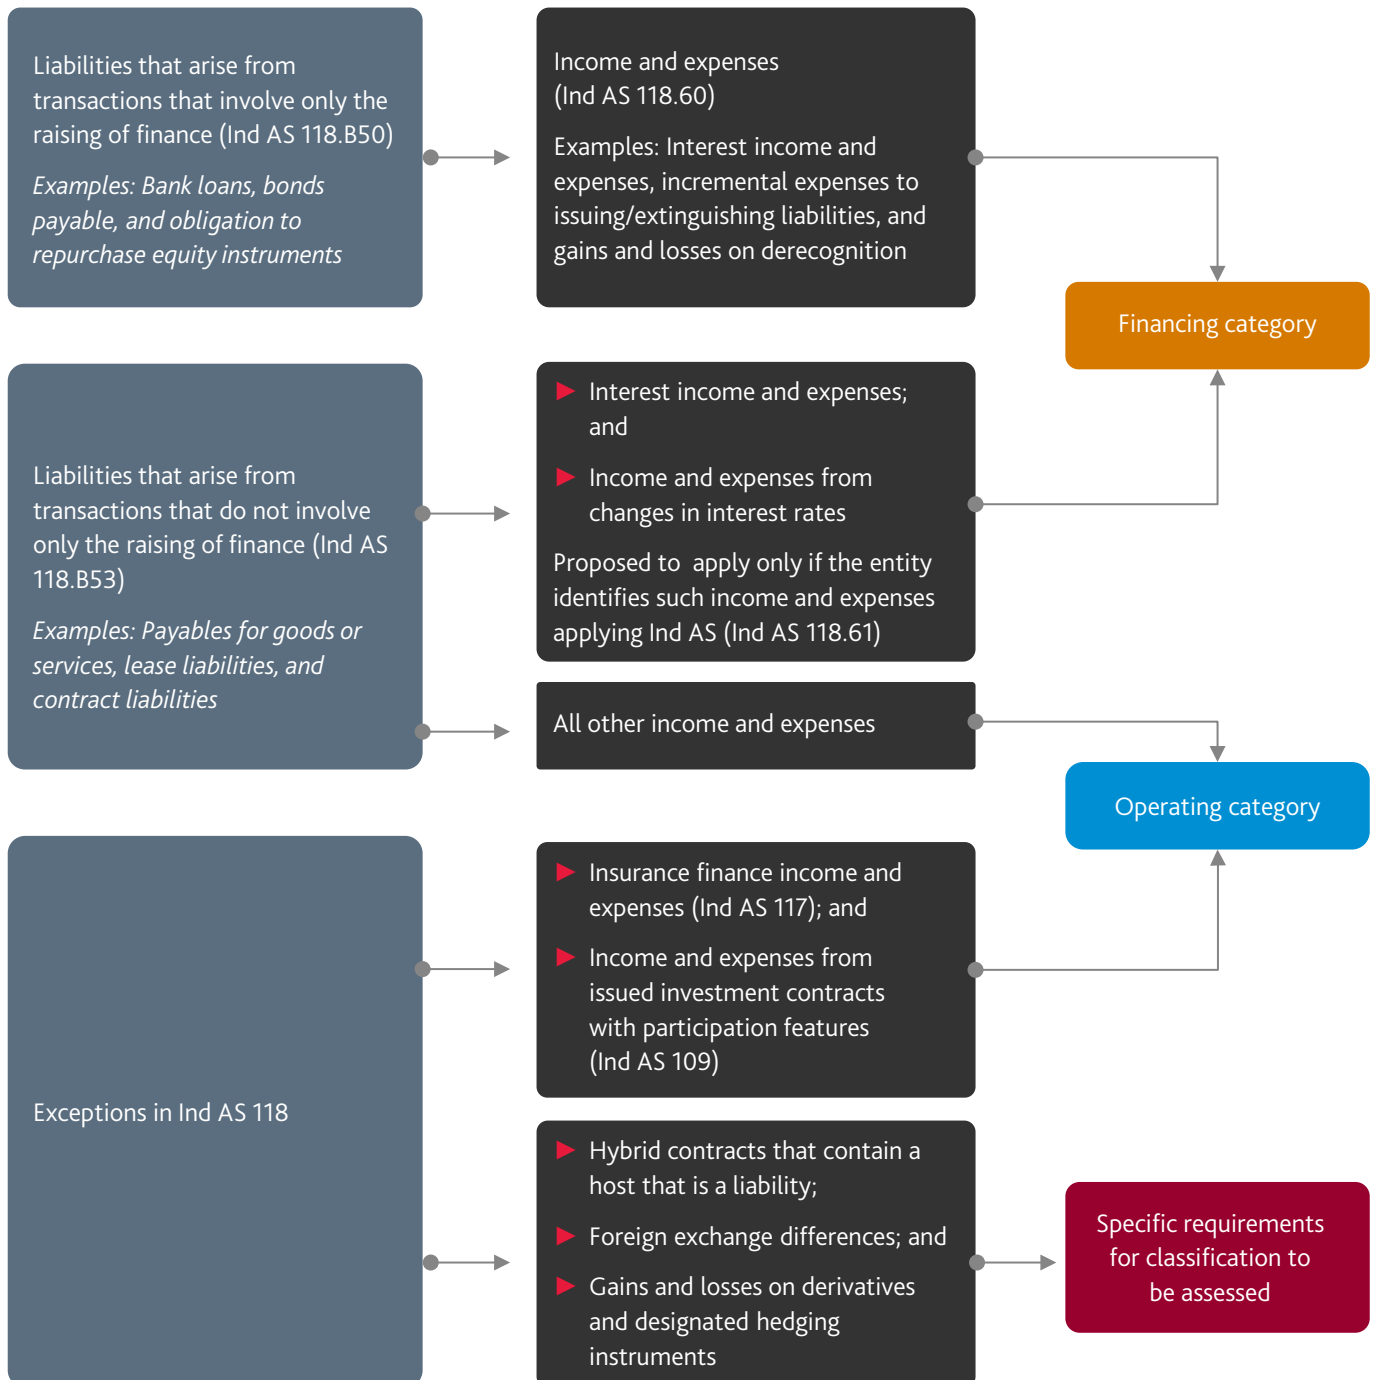 Liabilities that arise from
transactions that involve only the
raising of finance (Ind AS 118.B50)
Examples: Bank loans, bonds
payable, and obligation to
repurchase equity instruments
Income and expenses
(Ind AS 118.60)
Examples: Interest income and
expenses, incremental expenses to
issuing/extinguishing liabilities, and
gains and losses on derecognition
Financing category
Liabilities that arise from
transactions that do not involve
only the raising of finance (Ind AS
118.B53)
Examples: Payables for goods or
services, lease liabilities, and
contract liabilities
Interest income and expenses;
and
Income and expenses from
changes in interest rates
Proposed to apply only if the entity
identifies such income and expenses
applying Ind AS (Ind AS 118.61)
All other income and expenses
Operating category
Exceptions in Ind AS 118
Insurance finance income and
expenses (Ind AS 117); and
Income and expenses from
issued investment contracts
with participation features
(Ind AS 109)
Hybrid contracts that contain a
host that is a liability;
Foreign exchange differences; and
Gains and losses on derivatives
and designated hedging
instruments
Specific requirements
for classification to
be assessed